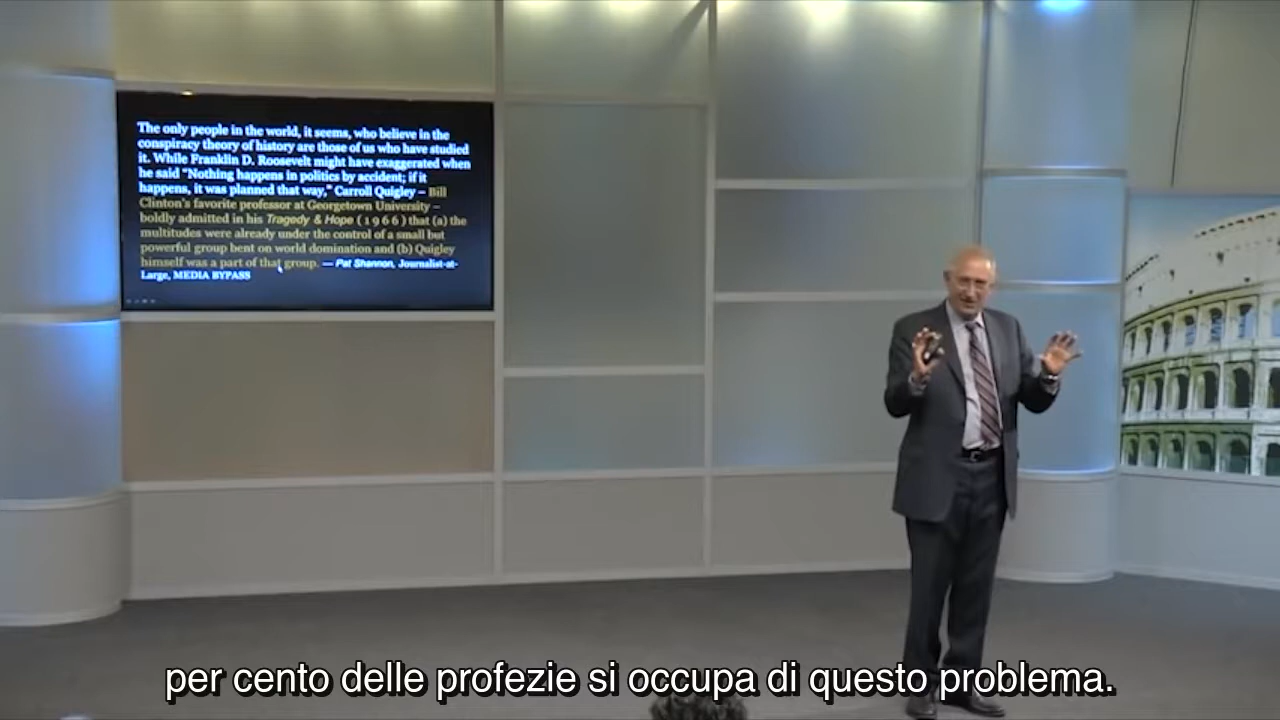 The only people in the world, it seems, who believe in the
conspiracy theory of history are those of us who have studied
it. While Franklin D. Roosevelt might have exaggerated when
he said "Nothing happens in politics by accident; if it
happens, it was planned that way," Carroll Quigley – Bill
Clinton's favorite professor at Georgetown University –
boldly admitted in his Tragedy & Hope (1966) that (a) the
multitudes were already under the control of a small but
powerful group bent on world domination and (b) Quigley
himself was a part of that group. — Pat Shannon, Journalist-at-
Large, MEDIA BYPASS
per cento delle profezie si occupa di questo problema.